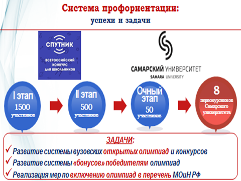 Система профориентации:
успехи и задачи
СПУТНИК
ВСЕРОССИЙСКИЙ
КОНКУРС
ДЛЯ ШКОЛЬНИКОВ
САМАРСКИЙ УНИВЕРСИТЕТ
SAMARA UNIVERSITY
I этап
1500
участников
II этап
500
участников
Очный
этап
50
участников
8
первокурсников
Самарского
университета
ЗАДАЧИ:
✓ Развитие системы вузовских открытых олимпиад и конкурсов
✓ Развитие системы «бонусов» победителям олимпиад
✓ Реализация мер по включению олимпиад в перечень МОиН РФ